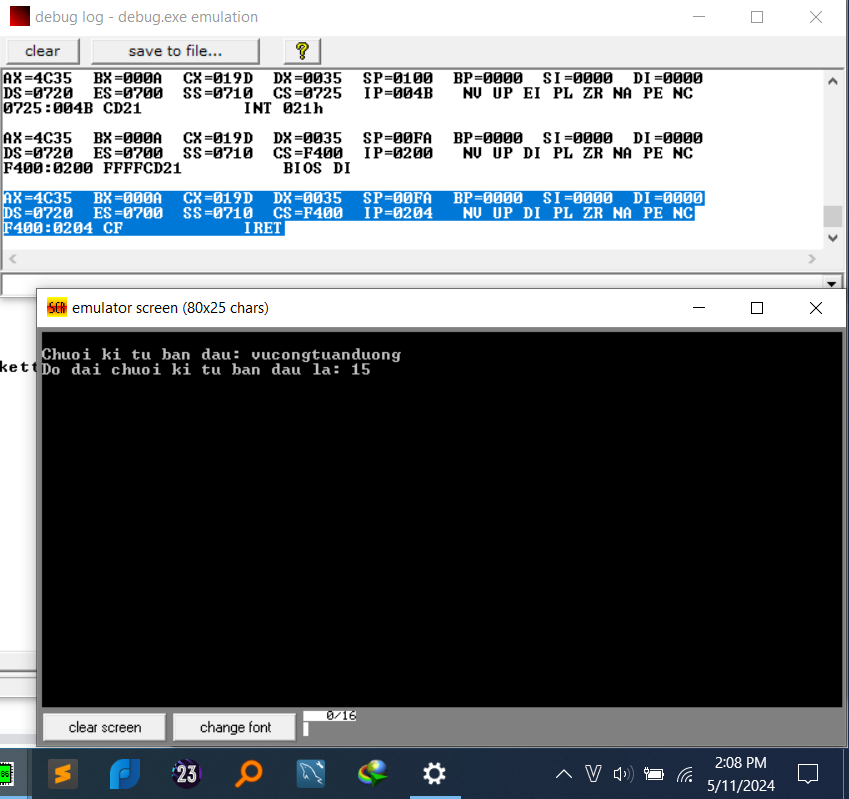 debug log - debug.exe emulation
clear
save to file...
?
AX=4C35 BX=000A CX=019D DX=0035 SP=0100 BP=0000 SI=0000 DI=0000
DS=0720 ES=0700 SS=0710 CS=0725 IP=004B NV UP EI PL ZR NA PE NC
0725:004B CD21 INT 021h
AX=4C35 BX=000A CX=019D DX=0035 SP=00FA BP=0000 SI=0000 DI=0000
DS=0720 ES=0700 SS=0710 CS=F400 IP=0200 NV UP DI PL ZR NA PE NC
F400:0200 FFFFCD21 BIOS DI
AX=4C35 BX=000A CX=019D DX=0035 SP=00FA BP=0000 SI=0000 DI=0000
DS=0720 ES=0700 SS=0710 CS=F400 IP=0204 NV UP DI PL ZR NA PE NC
F400:0204 CF IRET
SCR emulator screen (80x25 chars)
Chuoi ki tu ban dau: vucongtuanduong
kett
Do dai chuoi ki tu ban dau la: 15
clear screen
change font
0/16
23
V
2:08 PM
5/11/2024